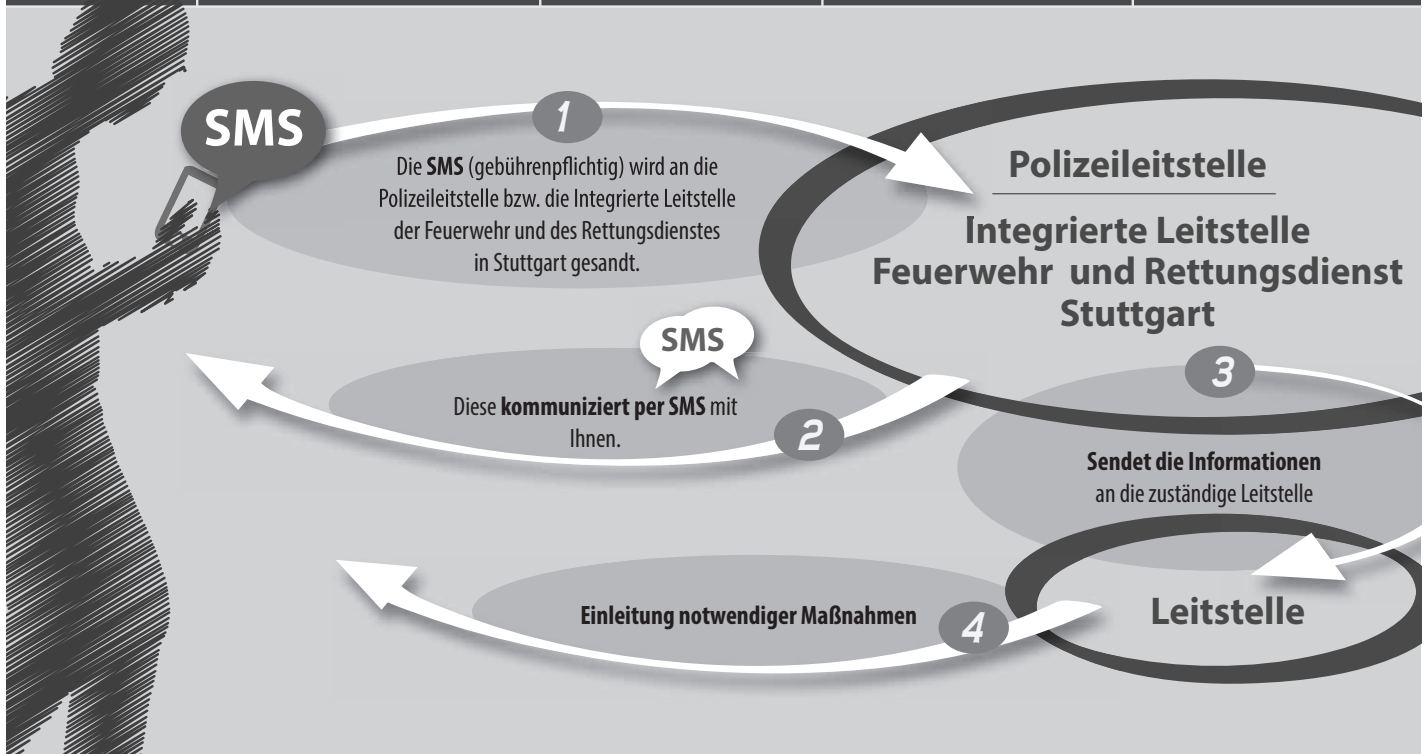 SMS
1
Die SMS (gebührenpflichtig) wird an die
Polizeileitstelle bzw. die Integrierte Leitstelle
der Feuerwehr und des Rettungsdienstes
in Stuttgart gesandt.
Polizeileitstelle
Integrierte Leitstelle
Feuerwehr und Rettungsdienst
Stuttgart
SMS
Diese kommuniziert per SMS mit
Ihnen.
2
3
Sendet die Informationen
an die zuständige Leitstelle
Einleitung notwendiger Maßnahmen
4
Leitstelle